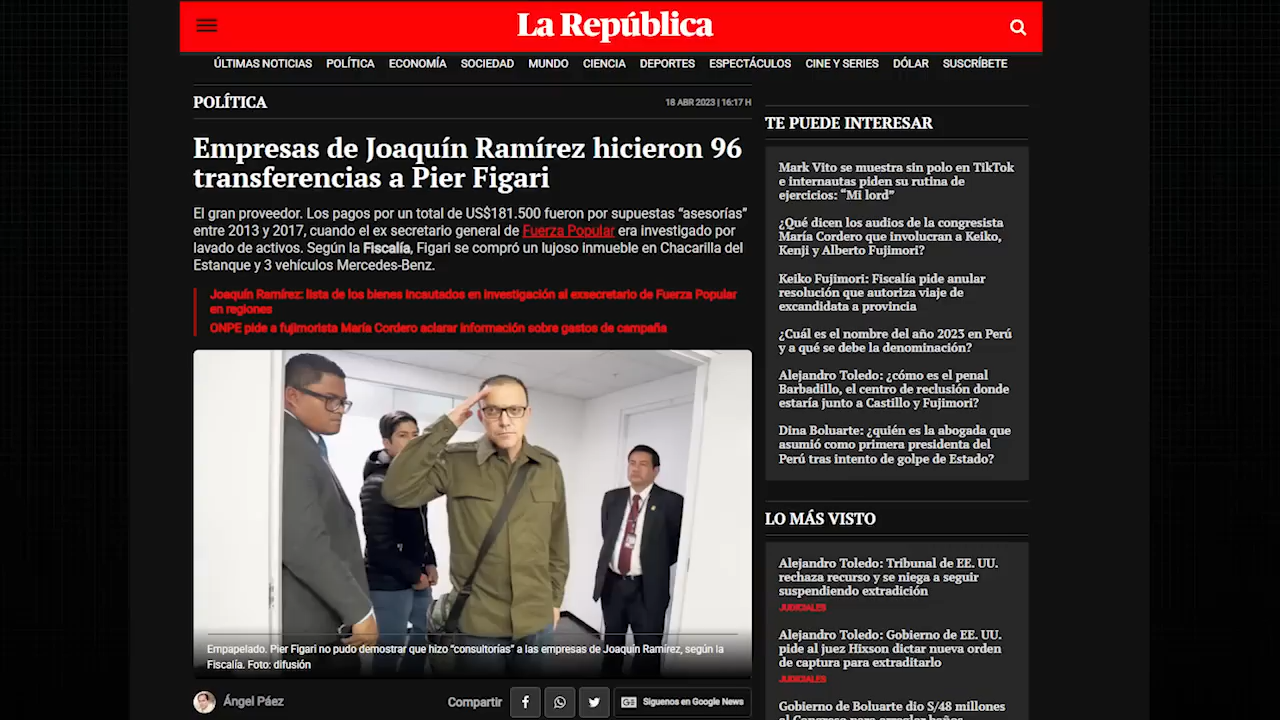 La República
ÚLTIMAS NOTICIAS POLÍTICA ECONOMÍA SOCIEDAD MUNDO CIENCIA DEPORTES ESPECTÁCULOS CINE Y SERIES DÓLAR SUSCRÍBETE
POLÍTICA
18 ABR 2023 | 16:17 H
Empresas de Joaquín Ramírez hicieron 96
transferencias a Pier Figari
El gran proveedor. Los pagos por un total de US$181.500 fueron por supuestas “asesorías”
entre 2013 y 2017, cuando el ex secretario general de Fuerza Popular era investigado por
lavado de activos. Según la Fiscalía, Figari se compró un lujoso inmueble en Chacarilla del
Estanque y 3 vehículos Mercedes-Benz.
Joaquín Ramírez: lista de los bienes incautados en investigación al exsecretario de Fuerza Popular
en regiones
ONPE pide a fujimorista María Cordero aclarar información sobre gastos de campaña
Empapelado. Pier Figari no pudo demostrar que hizo “consultorías” a las empresas de Joaquín Ramírez, según la
Fiscalía. Foto: difusión
Ángel Páez
Compartir
Siguenos en Google News
TE PUEDE INTERESAR
Mark Vito se muestra sin polo en TikTok
e internautas piden su rutina de
ejercicios: “Mi lord”
¿Qué dicen los audios de la congresista
María Cordero que involucran a Keiko,
Kenji y Alberto Fujimori?
Keiko Fujimori: Fiscalía pide anular
resolución que autoriza viaje de
excandidata a provincia
¿Cuál es el nombre del año 2023 en Perú
y a qué se debe la denominación?
Alejandro Toledo: ¿cómo es el penal
Barbadillo, el centro de reclusión donde
estaría junto a Castillo y Fujimori?
Dina Boluarte: ¿quién es la abogada que
asumió como primera presidenta del
Perú tras intento de golpe de Estado?
LO MÁS VISTO
Alejandro Toledo: Tribunal de EE. UU.
rechaza recurso y se niega a seguir
suspendiendo extradición
JUDICIALES
Alejandro Toledo: Gobierno de EE. UU.
pide al juez Hixson dictar nueva orden
de captura para extraditarlo
JUDICIALES
Gobierno de Boluarte dio S/48 millones
al Congreso para arreglar baños,